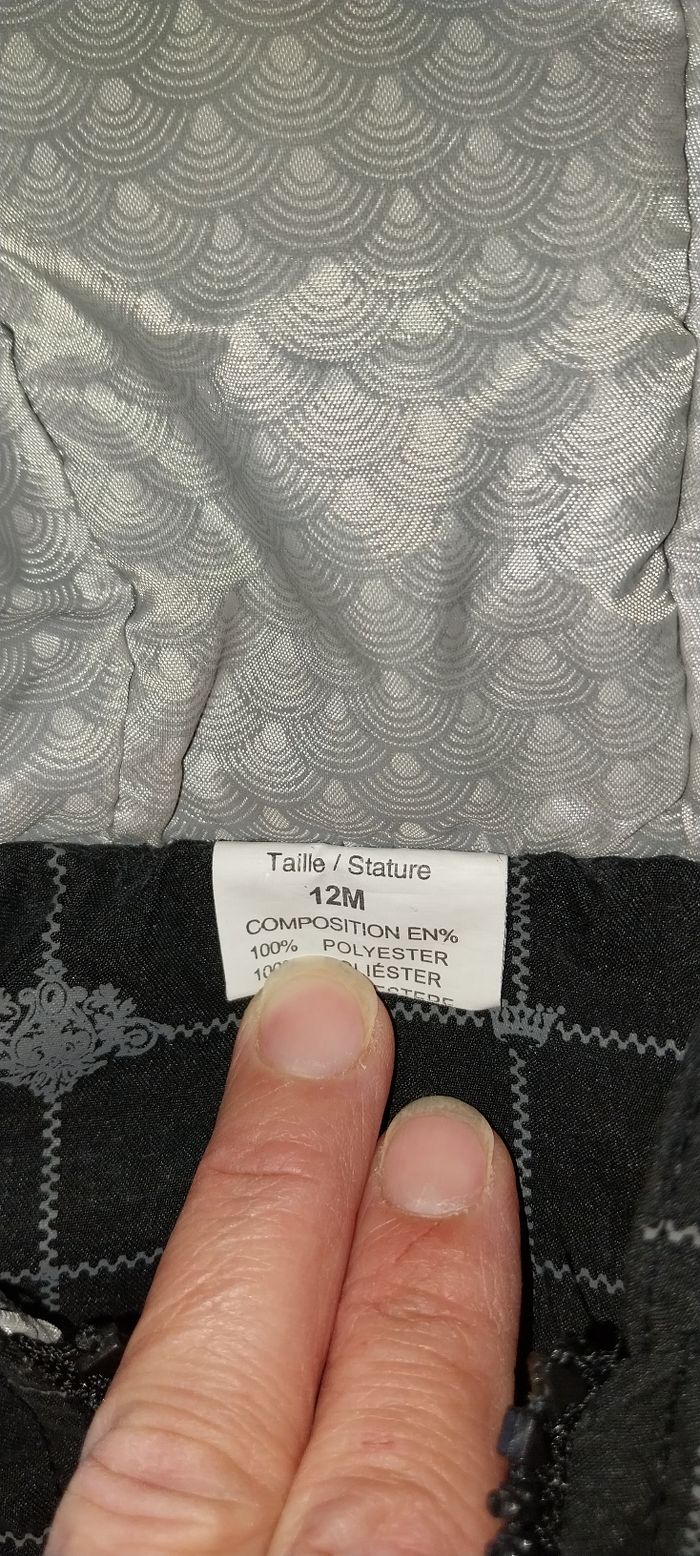 Taille / Stature
12M
COMPOSITION EN%
100% POLYESTER